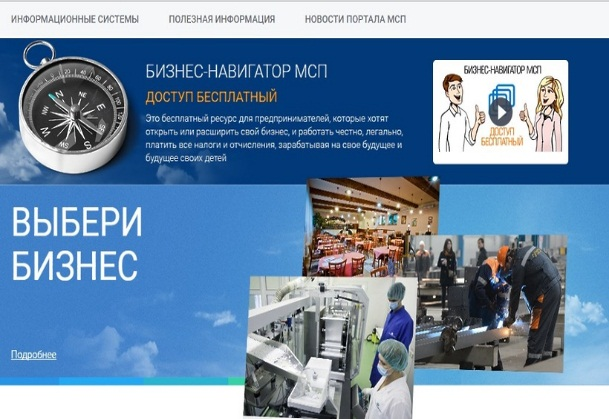 ИНФОРМАЦИОННЫЕ СИСТЕМЫ ПОЛЕЗНАЯ ИНФОРМАЦИЯ НОВОСТИ ПОРТАЛА МСП
БИЗНЕС-НАВИГАТОР МСП
ДОСТУП БЕСПЛАТНЫЙ
Это бесплатный ресурс для предпринимателей, которые хотят
открыть или расширить свой бизнес, и работать честно, легально,
платить все налоги и отчисления, зарабатывая на свое будущее и
будущее своих детей
БИЗНЕС-НАВИГАТОР МСП
ДОСТУП
БЕСПЛАТНЫЙ
ВЫБЕРИ
БИЗНЕС
Подробнее